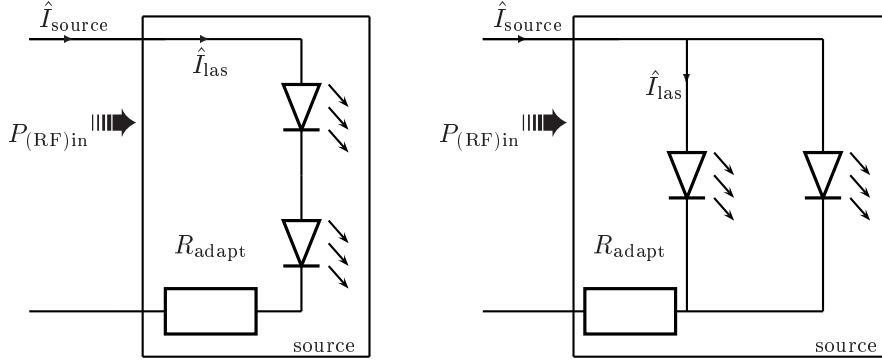 Î_source
Î_las
P_(RF)in
R_adapt
source
Î_source
Î_las
P_(RF)in
R_adapt
source